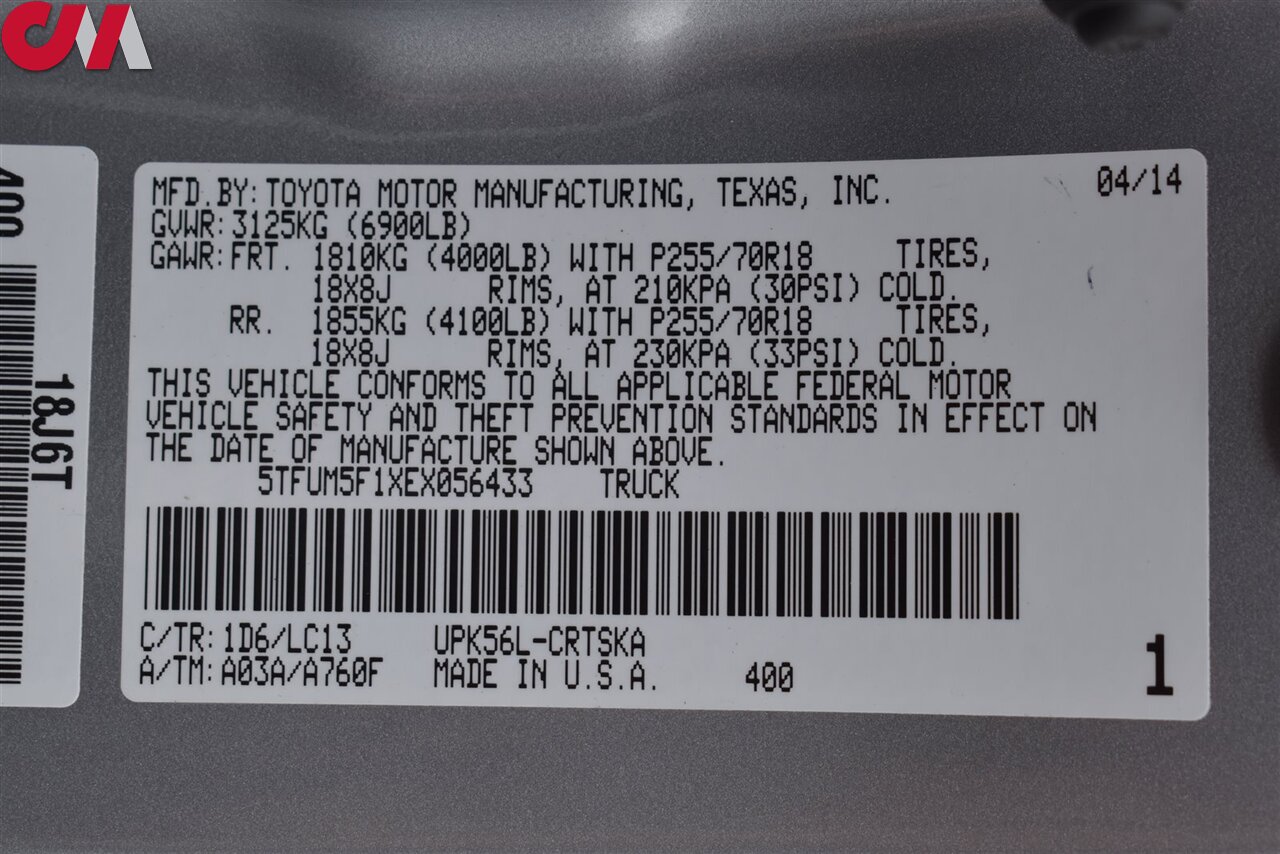 CM
400
18J6T
MFD.BY: TOYOTA MOTOR MANUFACTURING, TEXAS, INC. 04/14
GVWR: 3125KG (6900LB)
GAWR: FRT. 1810KG (4000LB) WITH P255/70R18 TIRES,
18X8J RIMS, AT 210KPA (30PSI) COLD.
RR. 1855KG (4100LB) WITH P255/70R18 TIRES,
18X8J RIMS, AT 230KPA (33PSI) COLD.
THIS VEHICLE CONFORMS TO ALL APPLICABLE FEDERAL MOTOR
VEHICLE SAFETY AND THEFT PREVENTION STANDARDS IN EFFECT ON
THE DATE OF MANUFACTURE SHOWN ABOVE.
5TFUM5F1XEX056433 TRUCK
C/TR: 1D6/LC13 UPK56L-CRTSKA
A/TM: A03A/A760F MADE IN U.S.A. 400
1